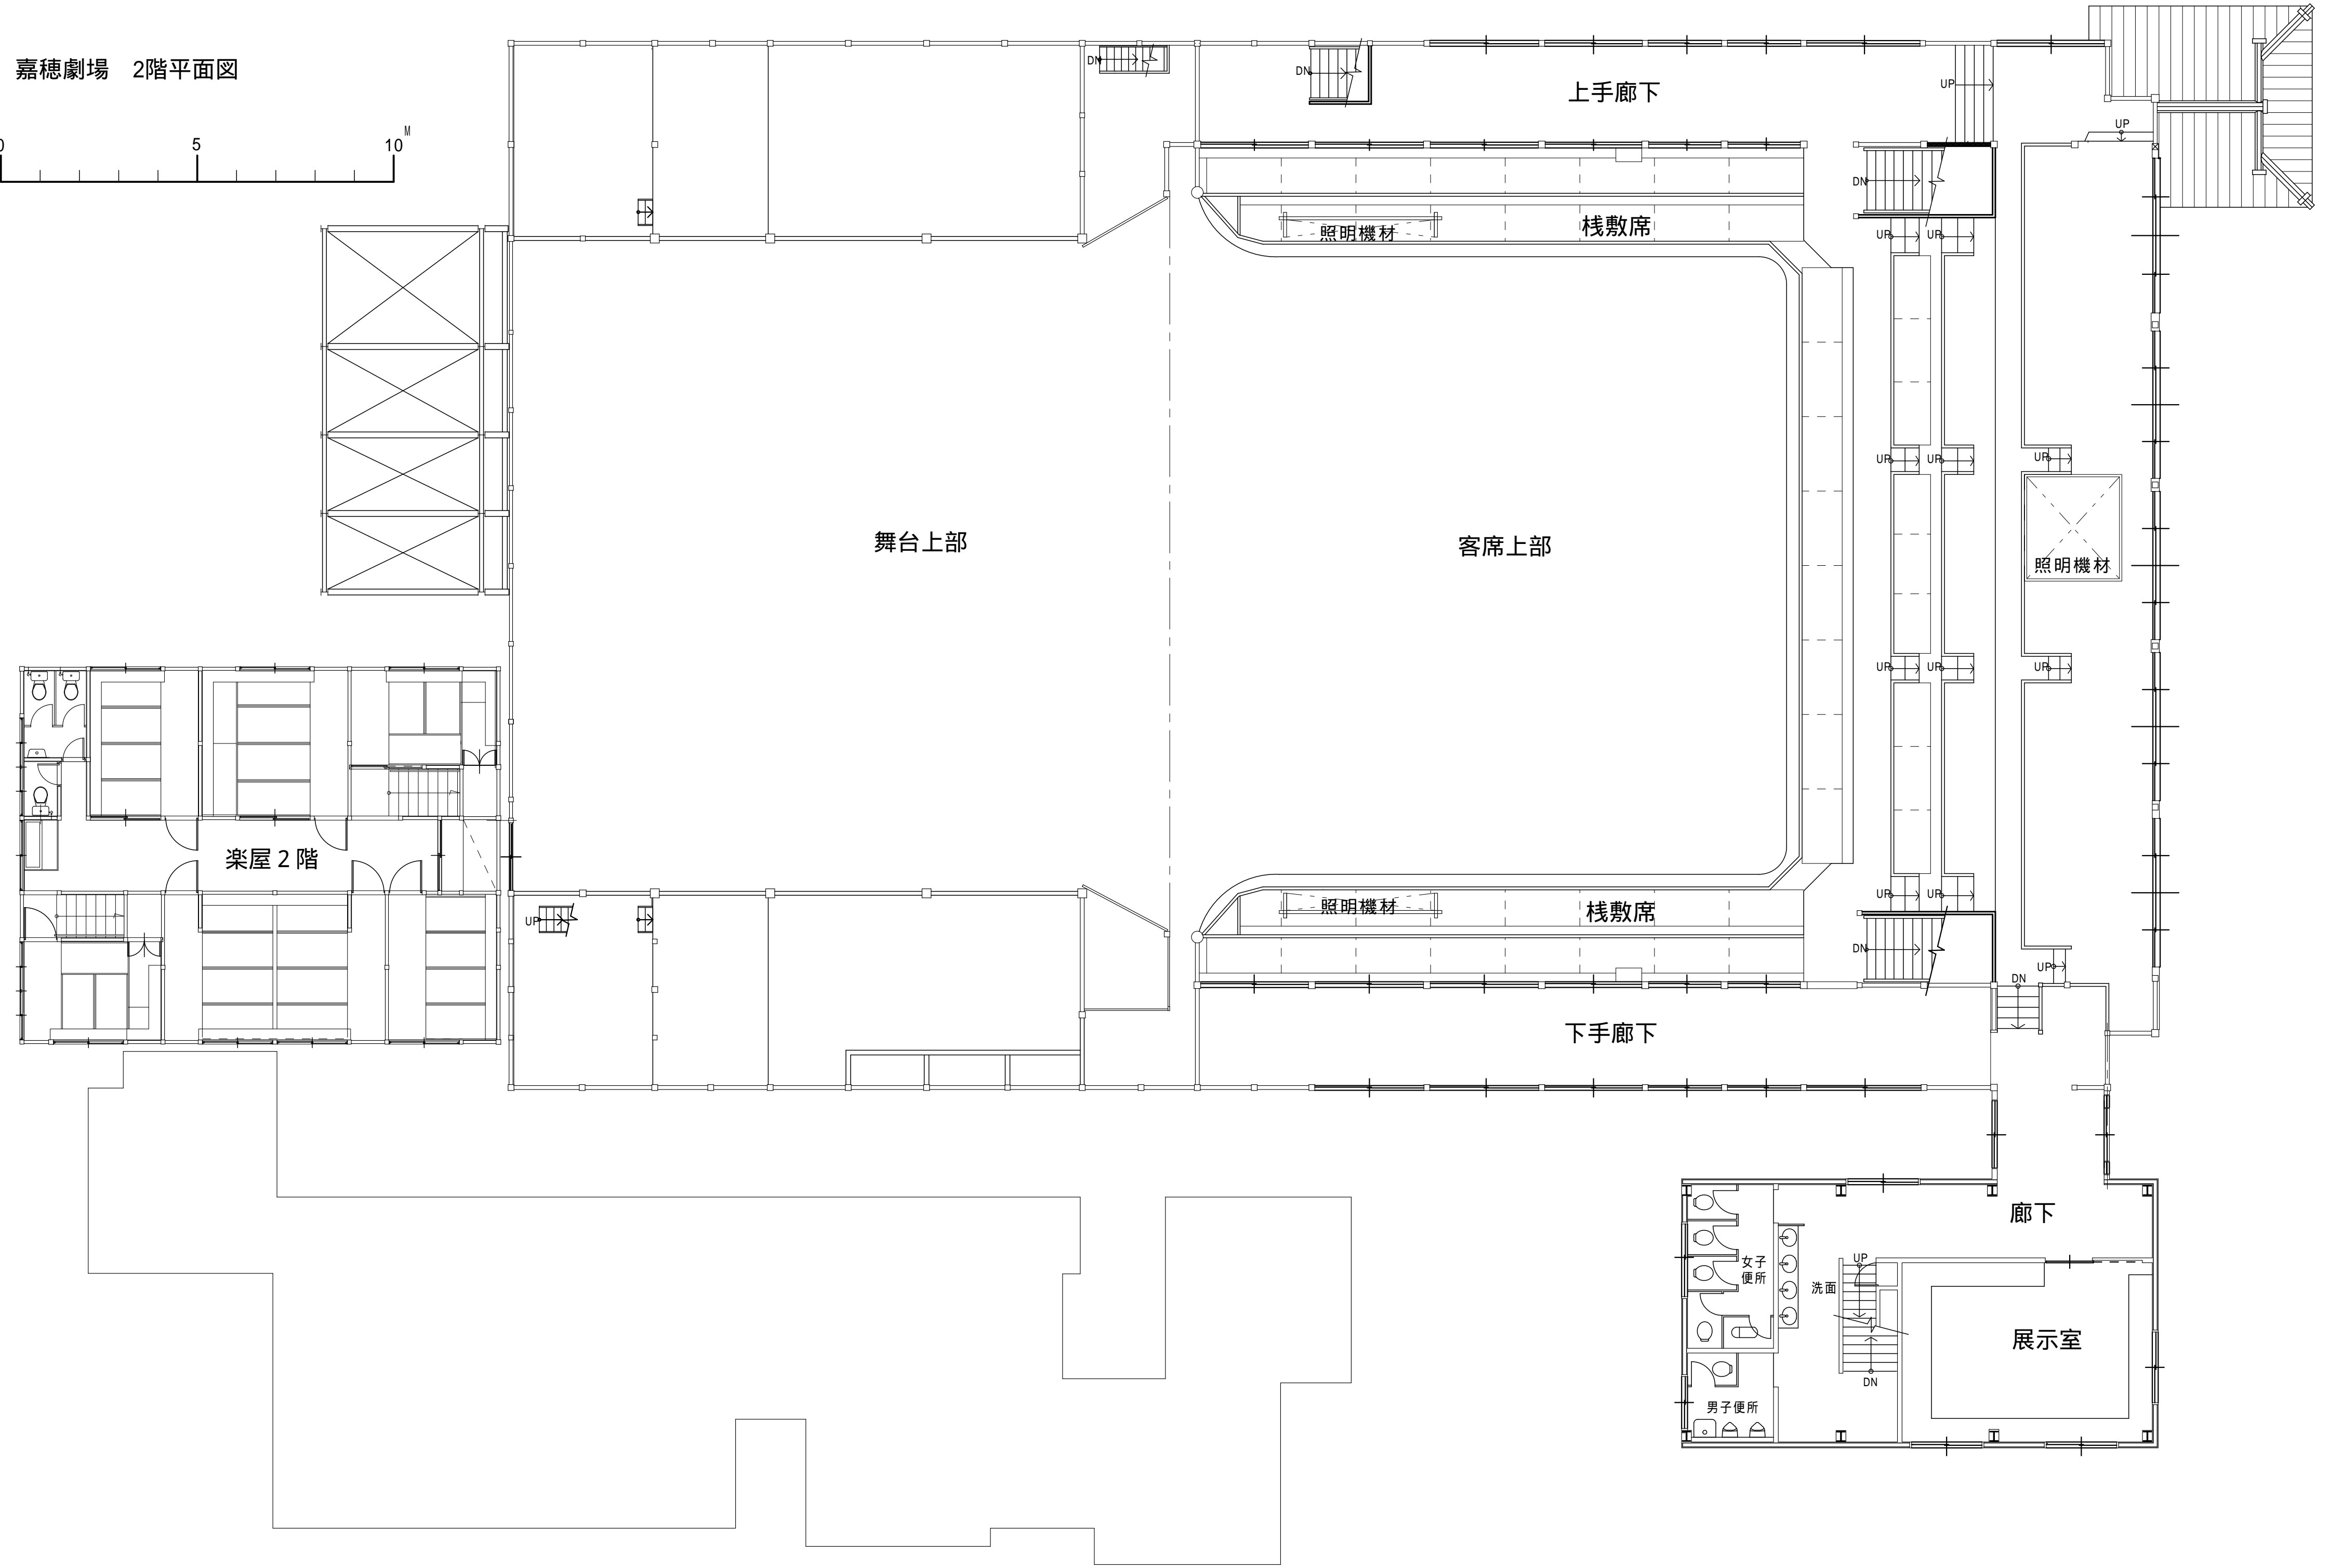 嘉穂劇場　2階平面図
0 5 10 M
DN
DN
上手廊下
UP
UP
DN
照明機材
桟敷席
UP UP
舞台上部
客席上部
UP UP UP
照明機材
UP UP UP
楽屋２階
UP
照明機材
桟敷席
UP UP
DN
UP
DN
下手廊下
廊下
女子
便所
洗面
UP
展示室
DN
男子便所